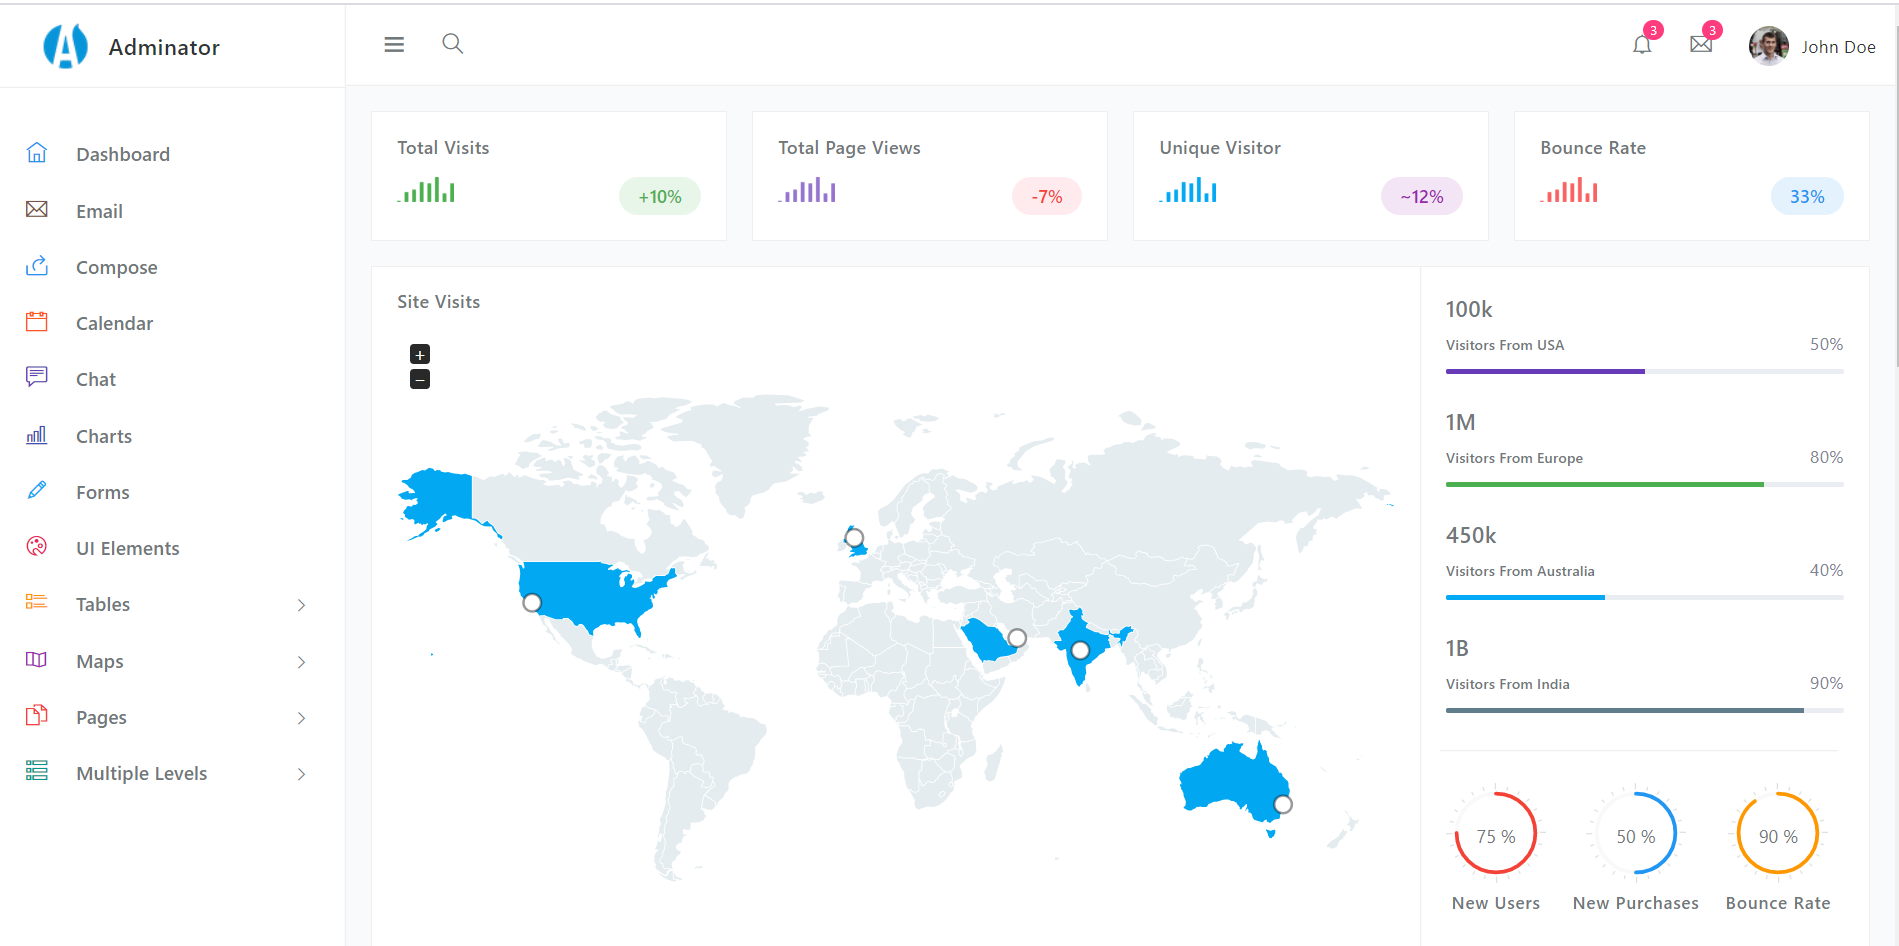 Adminator
3
3
John Doe
Dashboard
Email
Compose
Calendar
Chat
Charts
Forms
UI Elements
Tables
Maps
Pages
Multiple Levels
Total Visits
+10%
Total Page Views
-7%
Unique Visitor
~12%
Bounce Rate
33%
Site Visits
+
−
100k
Visitors From USA 50%
1M
Visitors From Europe 80%
450k
Visitors From Australia 40%
1B
Visitors From India 90%
75 %
New Users
50 %
New Purchases
90 %
Bounce Rate